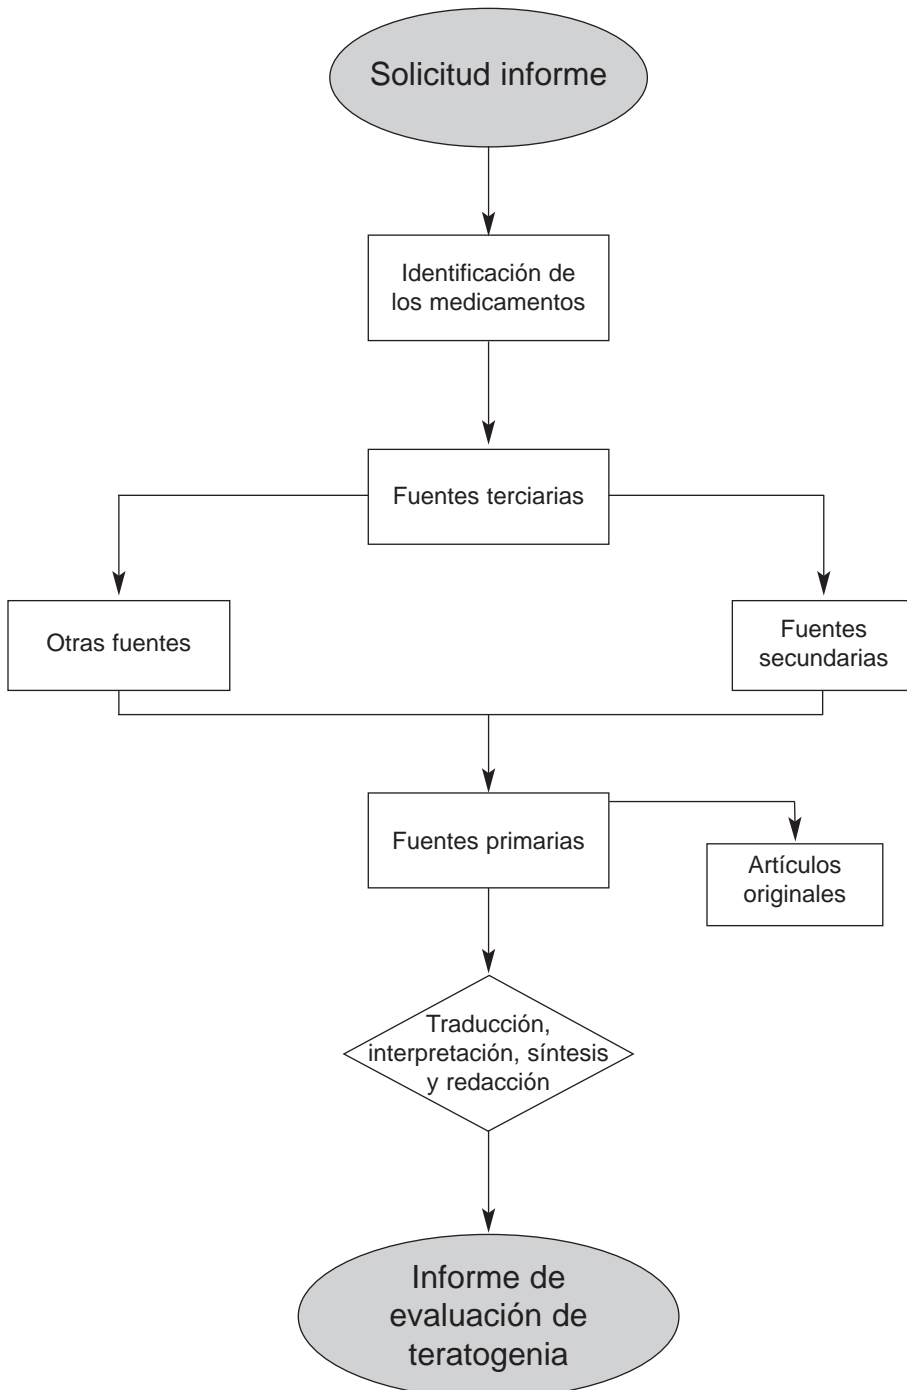 Solicitud informe
Identificación de
los medicamentos
Fuentes terciarias
Otras fuentes
Fuentes
secundarias
Fuentes primarias
Artículos
originales
Traducción,
interpretación, síntesis
y redacción
Informe de
evaluación de
teratogenia